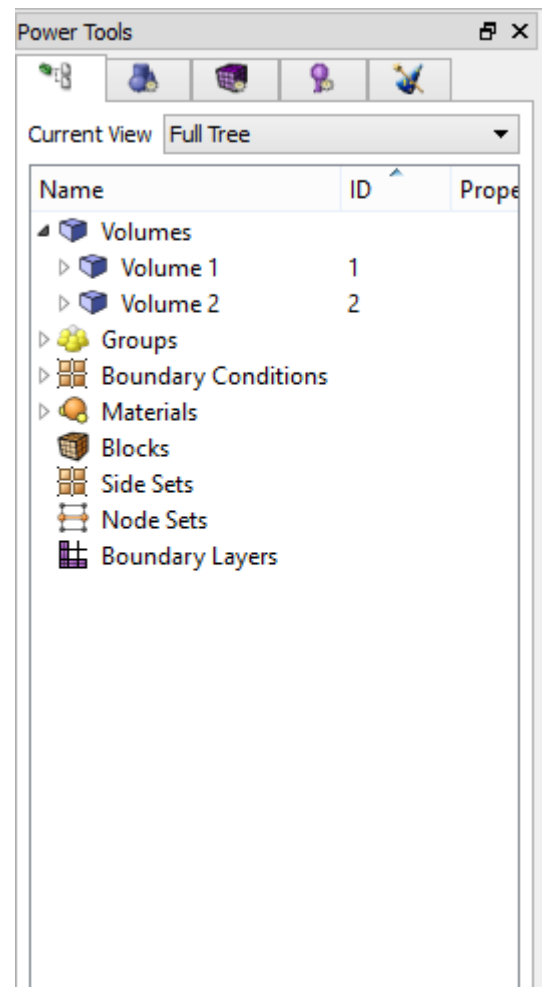 Power Tools
Current View Full Tree
Name ID Prope
Volumes
Volume 1 1
Volume 2 2
Groups
Boundary Conditions
Materials
Blocks
Side Sets
Node Sets
Boundary Layers